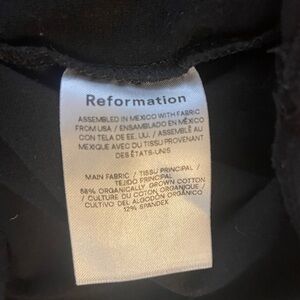 Reformation
ASSEMBLED IN MEXICO WITH FABRIC
FROM USA / ENSAMBLADO EN MÉXICO
CON TELA DE EE. UU. / ASSEMBLÉ AU
MEXIQUE AVEC DU TISSU PROVENANT
DES ÉTATS-UNIS
MAIN FABRIC / TISSU PRINCIPAL /
TEJIDO PRINCIPAL
88% ORGANICALLY GROWN COTTON
/ CULTURE DU COTON ORGANIQUE /
CULTIVO DEL ALGODÓN ORGÁNICO
12% SPANDEX